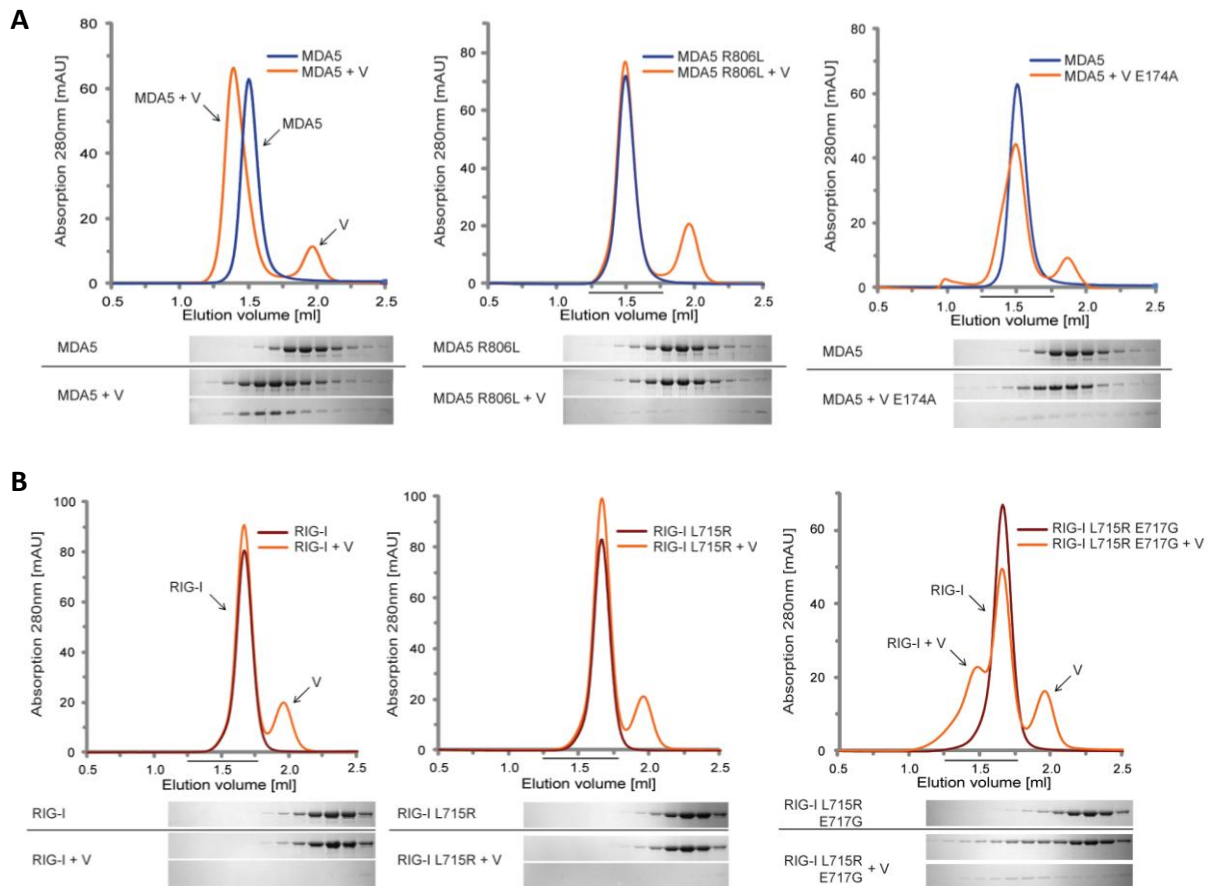 A
Absorption 280nm [mAU]
80
60
40
20
0
MDA5
MDA5 + V
MDA5 + V
MDA5
V
0.5 1.0 1.5 2.0 2.5
Elution volume [ml]
MDA5
MDA5 + V
Absorption 280nm [mAU]
80
60
40
20
0
MDA5 R806L
MDA5 R806L + V
0.5 1.0 1.5 2.0 2.5
Elution volume [ml]
MDA5 R806L
MDA5 R806L + V
Absorption 280nm [mAU]
80
60
40
20
0
MDA5
MDA5 + V E174A
0.5 1.0 1.5 2.0 2.5
Elution volume [ml]
MDA5
MDA5 + V E174A
B
Absorption 280nm [mAU]
100
80
60
40
20
0
RIG-I
RIG-I + V
RIG-I
V
0.5 1.0 1.5 2.0 2.5
Elution volume [ml]
RIG-I
RIG-I + V
Absorption 280nm [mAU]
100
80
60
40
20
0
RIG-I L715R
RIG-I L715R + V
0.5 1.0 1.5 2.0 2.5
Elution volume [ml]
RIG-I L715R
RIG-I L715R + V
Absorption 280nm [mAU]
60
40
20
0
RIG-I L715R E717G
RIG-I L715R E717G + V
RIG-I
RIG-I + V
V
0.5 1.0 1.5 2.0 2.5
Elution volume [ml]
RIG-I L715R
E717G
RIG-I L715R
E717G + V